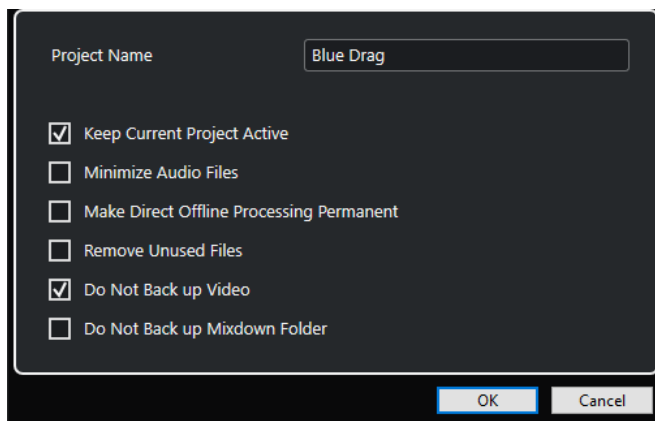 Project Name
Blue Drag
Keep Current Project Active
Minimize Audio Files
Make Direct Offline Processing Permanent
Remove Unused Files
Do Not Back up Video
Do Not Back up Mixdown Folder
OK
Cancel